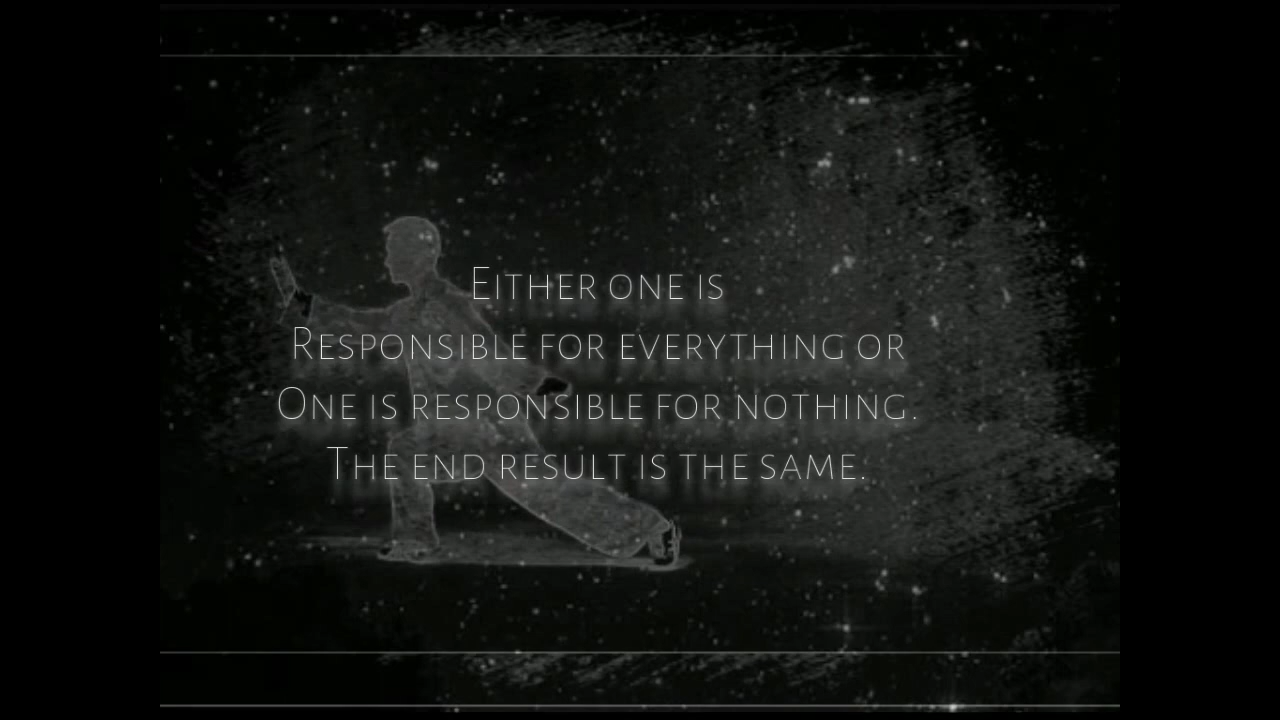 Either one is
Responsible for everything or
One is responsible for nothing.
The end result is the same.